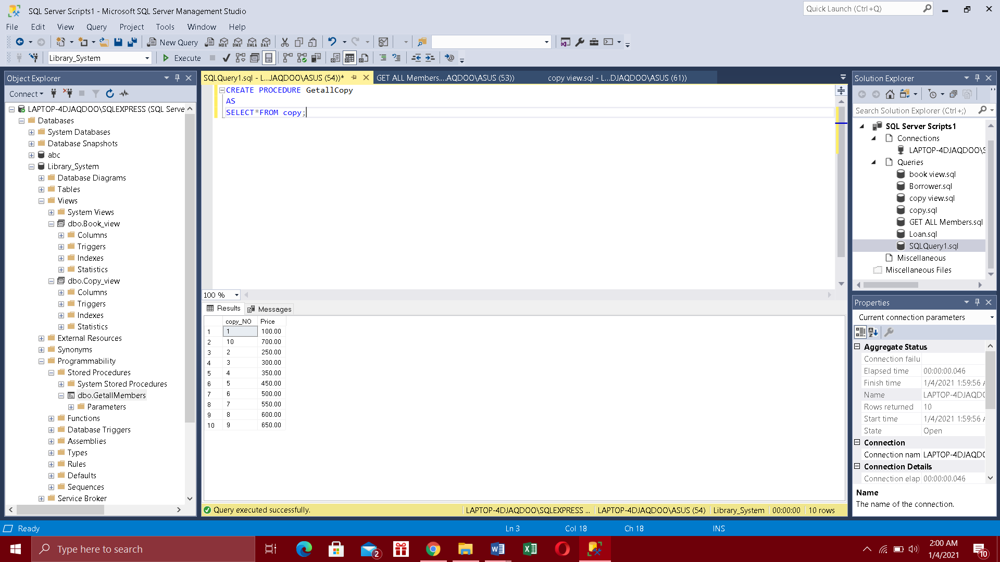 SQL Server Scripts1 - Microsoft SQL Server Management Studio
Quick Launch (Ctrl+Q)
File Edit View Query Project Tools Window Help
New Query MDX DMX XMLA DAX
Library_System Execute
Object Explorer
Connect
LAPTOP-4DJAQDOO\SQLEXPRESS (SQL Serve
Databases
System Databases
Database Snapshots
abc
Library_System
Database Diagrams
Tables
Views
System Views
dbo.Book_view
Columns
Triggers
Indexes
Statistics
dbo.Copy_view
Columns
Triggers
Indexes
Statistics
External Resources
Synonyms
Programmability
Stored Procedures
System Stored Procedures
dbo.GetallMembers
Parameters
Functions
Database Triggers
Assemblies
Types
Rules
Defaults
Sequences
Service Broker
SQLQuery1.sql - L...JAQDOO\ASUS (54))* GET ALL Members....AQDOO\ASUS (53)) copy view.sql - L...DJAQDOO\ASUS (61))
CREATE PROCEDURE GetallCopy
AS
SELECT*FROM copy;
100 %
Results Messages
copy_NO Price
1 1 100.00
2 10 700.00
3 2 250.00
4 3 300.00
5 4 350.00
6 5 450.00
7 6 500.00
8 7 550.00
9 8 600.00
10 9 650.00
Query executed successfully. LAPTOP-4DJAQDOO\SQLEXPRESS ... LAPTOP-4DJAQDOO\ASUS (54) Library_System 00:00:00 10 rows
Solution Explorer
Search Solution Explorer (Ctrl+;)
SQL Server Scripts1
Connections
LAPTOP-4DJAQDOO\S
Queries
book view.sql
Borrower.sql
copy view.sql
copy.sql
GET ALL Members.sql
Loan.sql
SQLQuery1.sql
Miscellaneous
Miscellaneous Files
Properties
Current connection parameters
Aggregate Status
Connection failu
Elapsed time 00:00:00.046
Finish time 1/4/2021 1:59:56 A
Name LAPTOP-4DJAQDO
Rows returned 10
Start time 1/4/2021 1:59:56 A
State Open
Connection
Connection nam LAPTOP-4DJAQDO
Connection Details
Connection elap 00:00:00.046
Name
The name of the connection.
Ready Ln 3 Col 18 Ch 18 INS
Type here to search
2
2:00 AM
1/4/2021
10